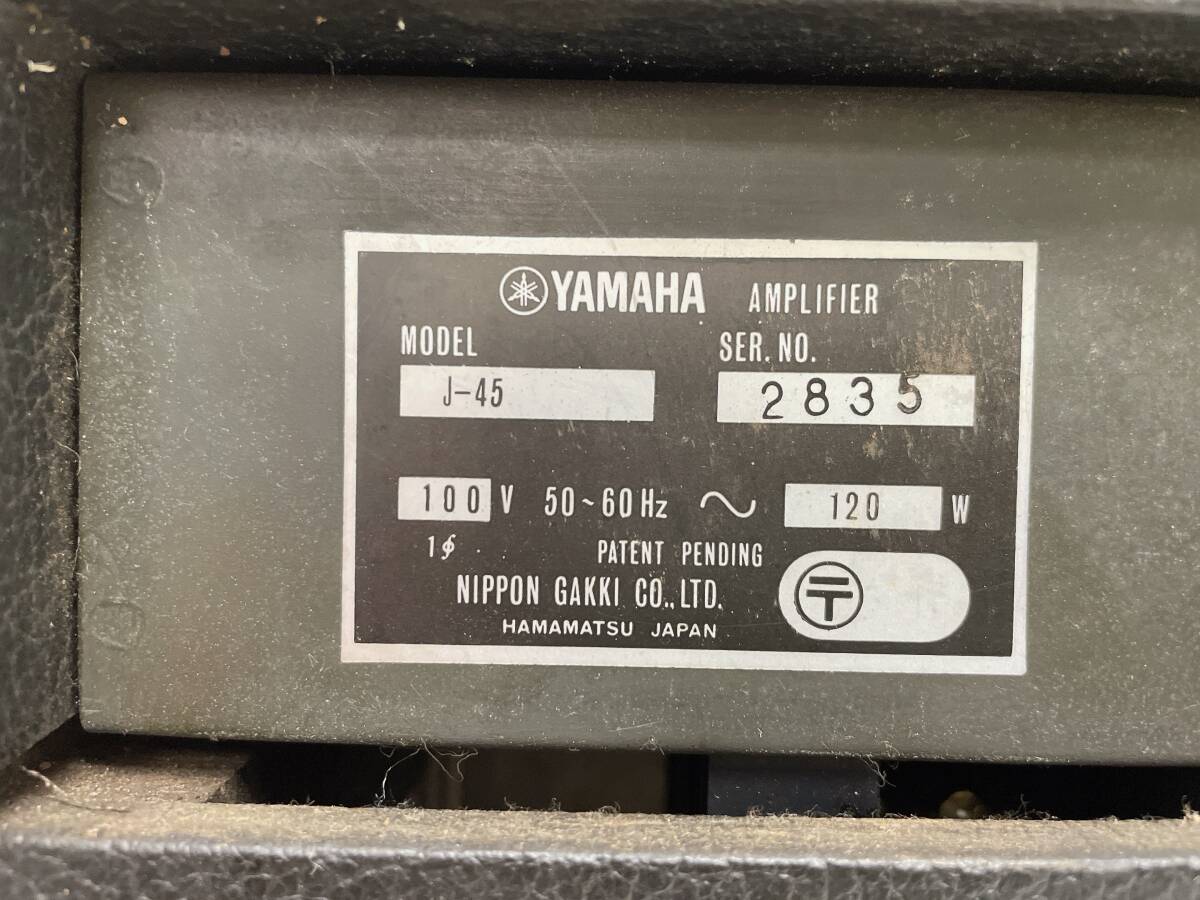 YAMAHA AMPLIFIER
MODEL SER. NO.
J-45 2835
100 V 50~60 Hz ~ 120 W
1ϕ PATENT PENDING
NIPPON GAKKI CO., LTD. 〒
HAMAMATSU JAPAN